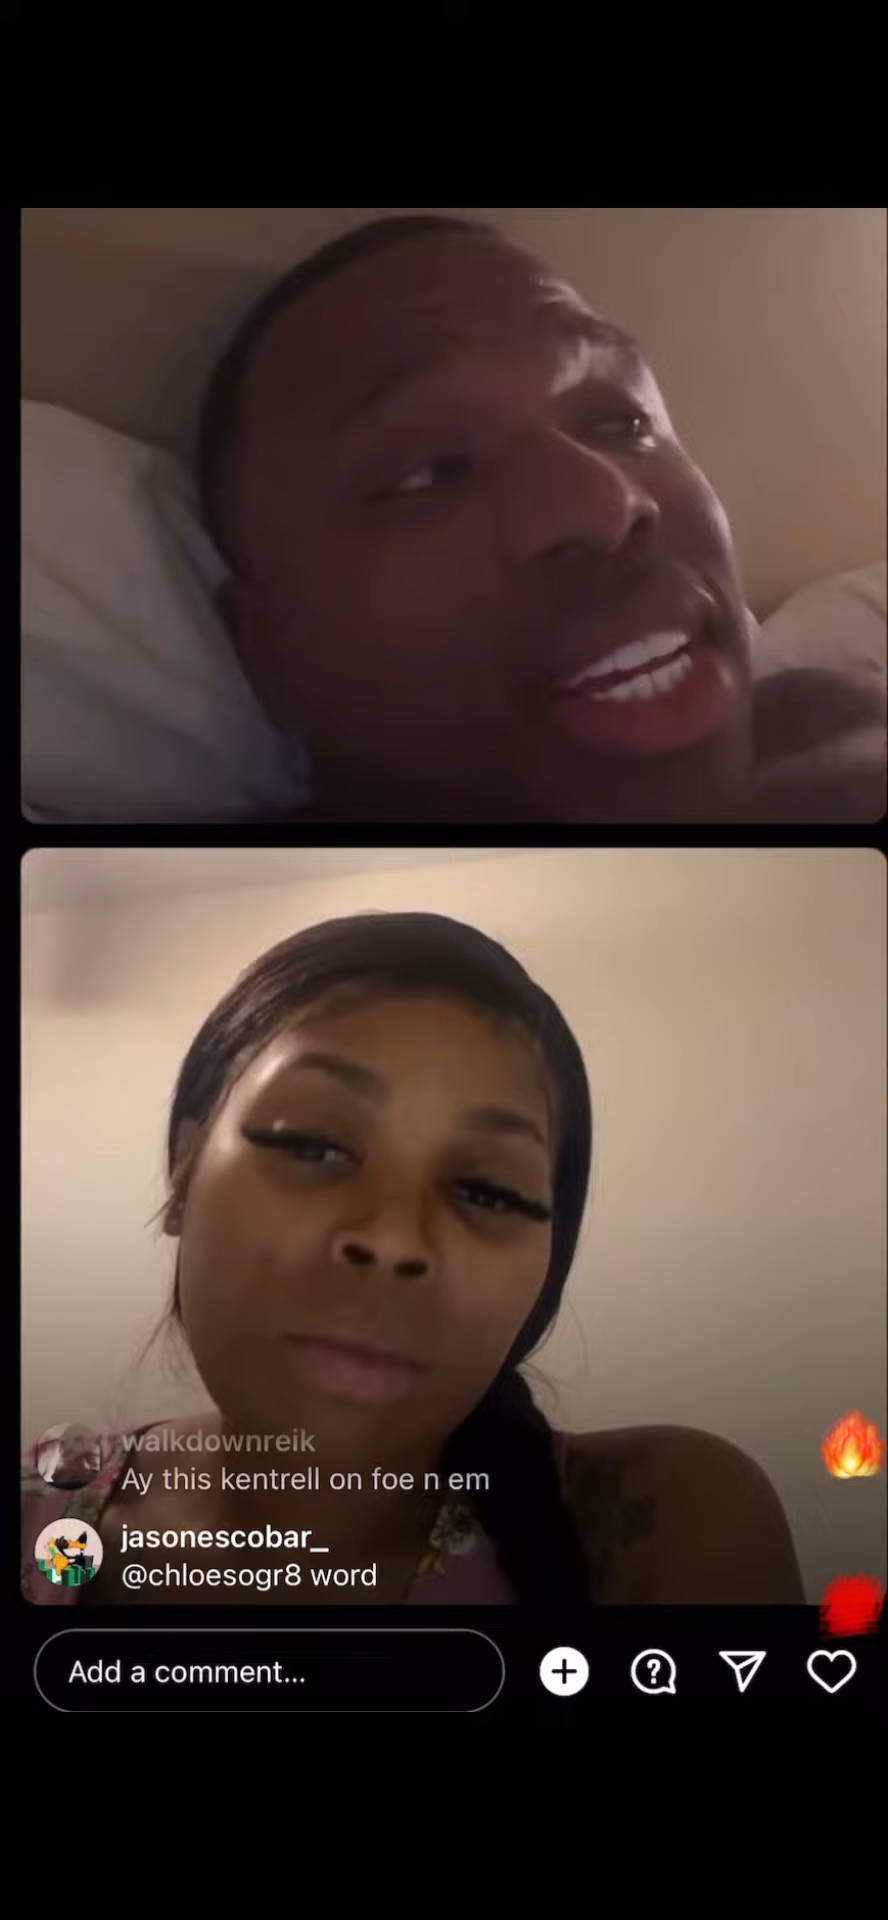 walkdownreik
Ay this kentrell on foe n em
jasonescobar_
@chloesogr8 word
Add a comment...